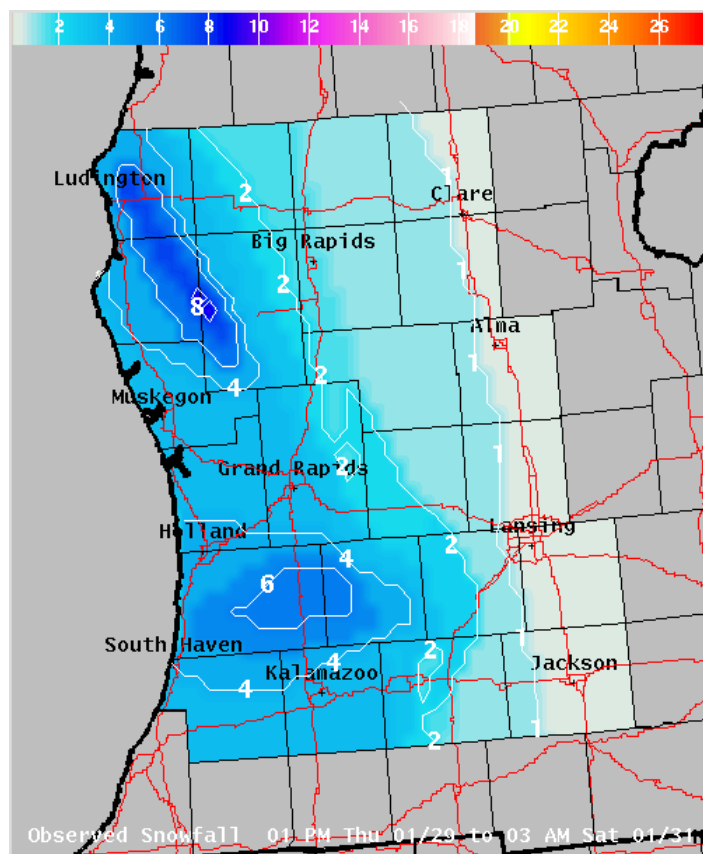 2 4 6 8 10 12 14 16 18 20 22 24 26
Ludington
2
1
Clare
Big Rapids
1
2
8
Alma
1
2
4
Muskegon
1
2
Grand Rapids
Holland
Lansing
2
4
6
South Haven
1
2
4
Kalamazoo
Jackson
4
2
1
Observed Snowfall 01 PM Thu 01/29 to 03 AM Sat 01/31